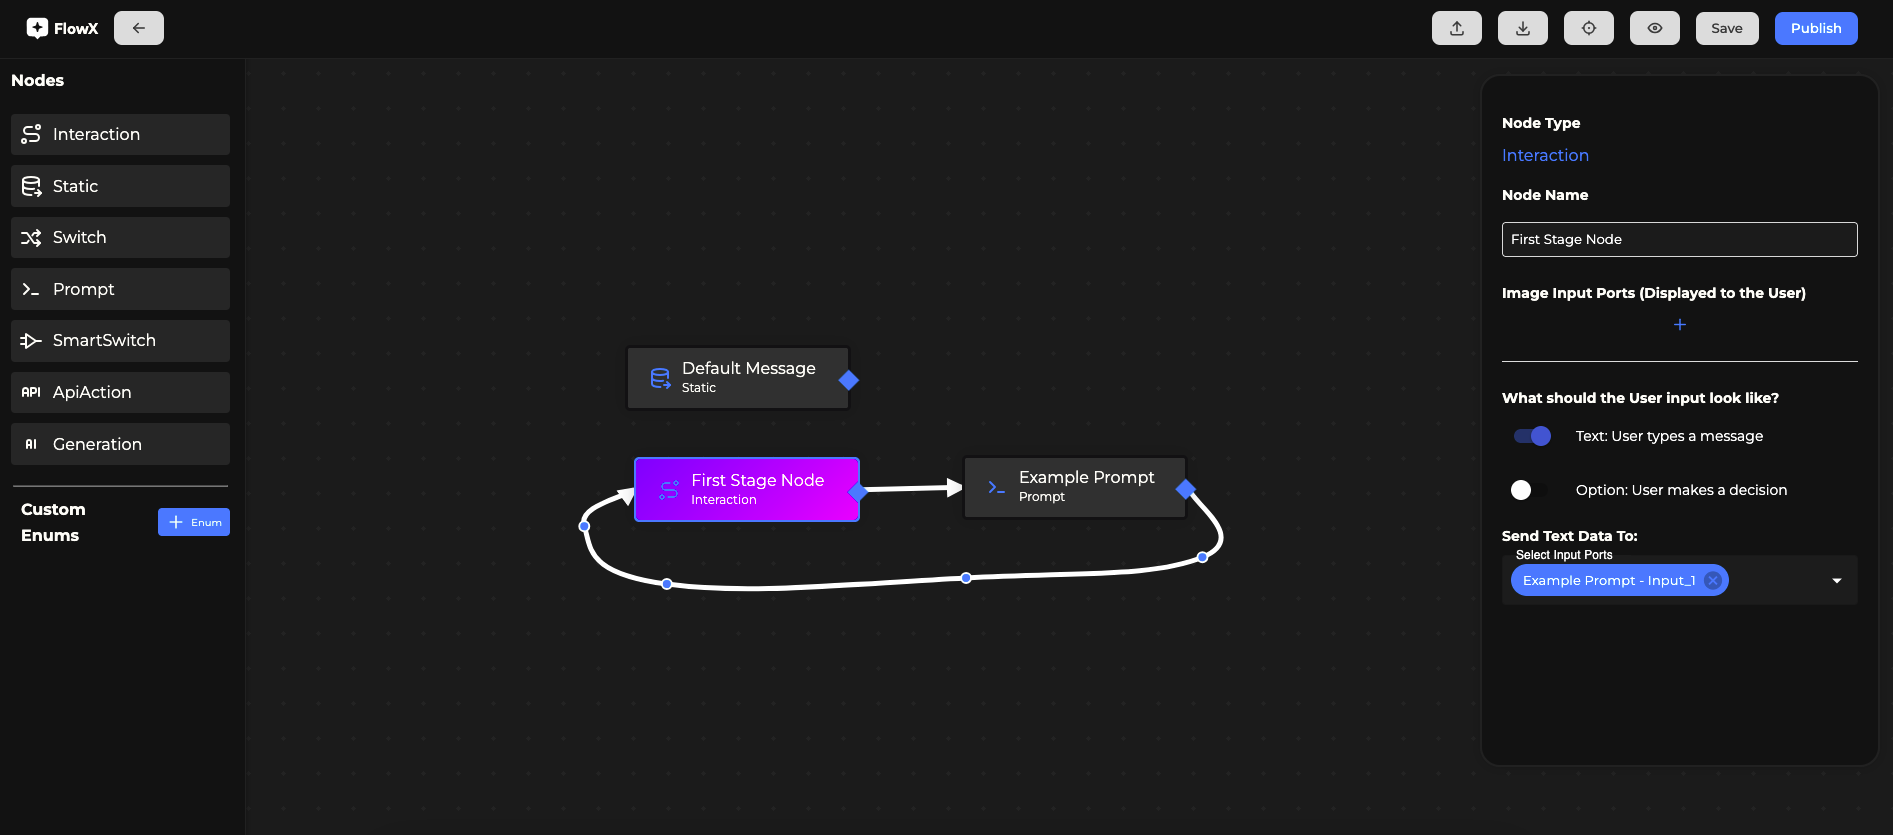 FlowX
Save
Publish
Nodes
Interaction
Static
Switch
Prompt
SmartSwitch
API ApiAction
AI Generation
Custom
Enums
Enum
Default Message
Static
First Stage Node
Interaction
Example Prompt
Prompt
Node Type
Interaction
Node Name
First Stage Node
Image Input Ports (Displayed to the User)
What should the User input look like?
Text: User types a message
Option: User makes a decision
Send Text Data To:
Select Input Ports
Example Prompt - Input_1